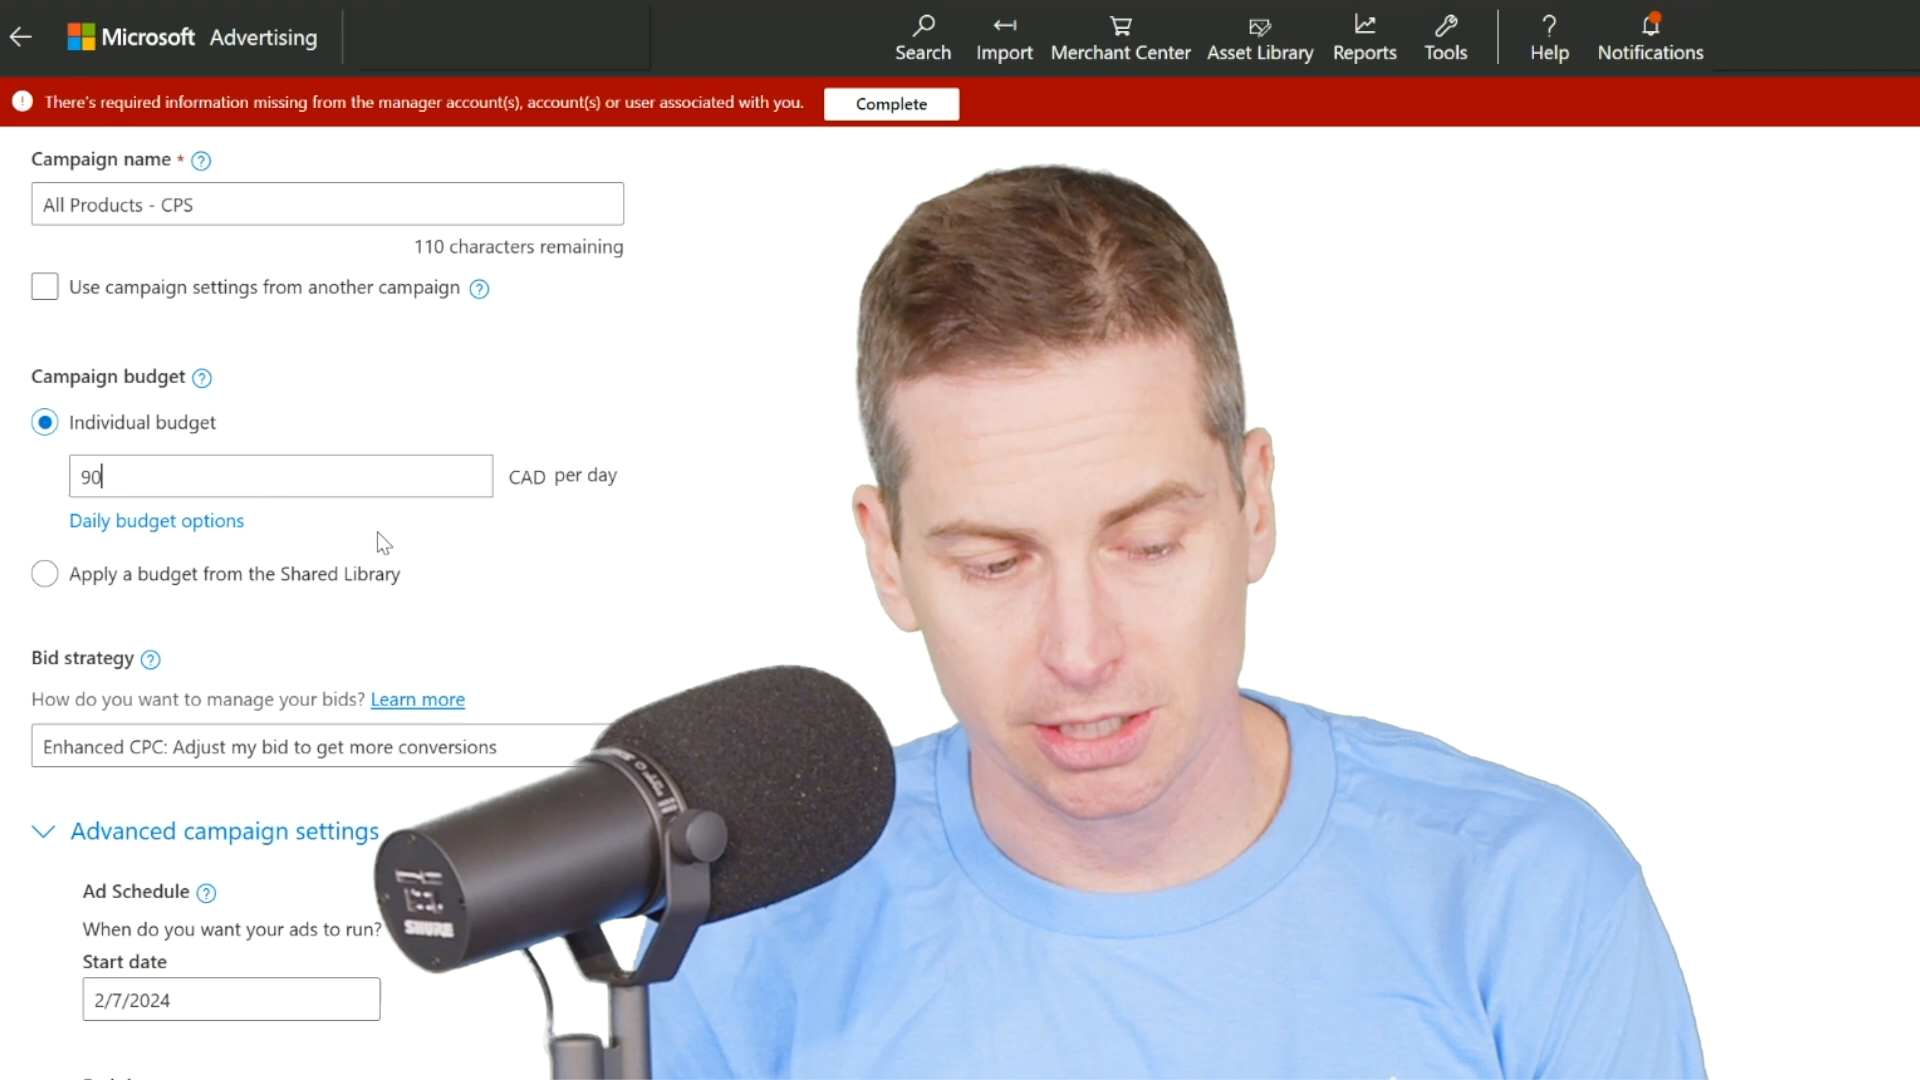 Microsoft Advertising
Search
Import
Merchant Center
Asset Library
Reports
Tools
Help
Notifications
There's required information missing from the manager account(s), account(s) or user associated with you.
Complete
Campaign name *
All Products - CPS
110 characters remaining
Use campaign settings from another campaign
Campaign budget
Individual budget
90
CAD per day
Daily budget options
Apply a budget from the Shared Library
Bid strategy
How do you want to manage your bids? Learn more
Enhanced CPC: Adjust my bid to get more conversions
Advanced campaign settings
Ad Schedule
When do you want your ads to run?
Start date
2/7/2024
SHURE